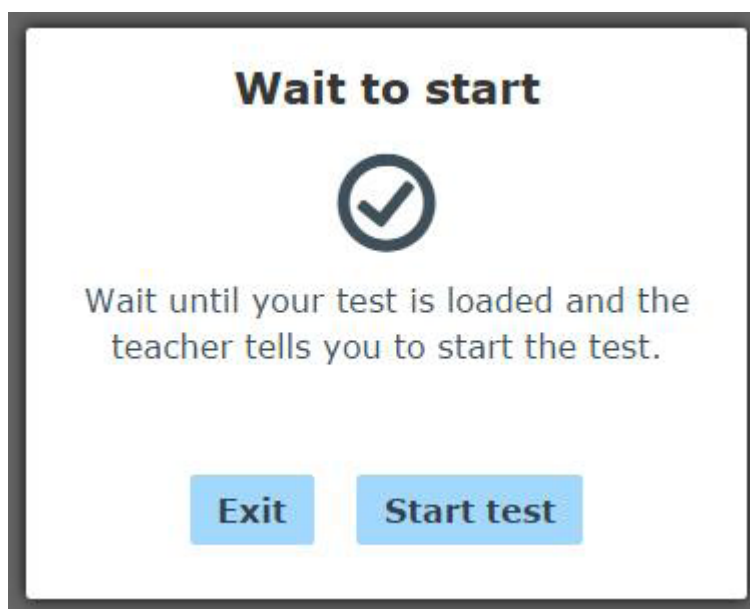 Wait to start
Wait until your test is loaded and the
teacher tells you to start the test.
Exit
Start test